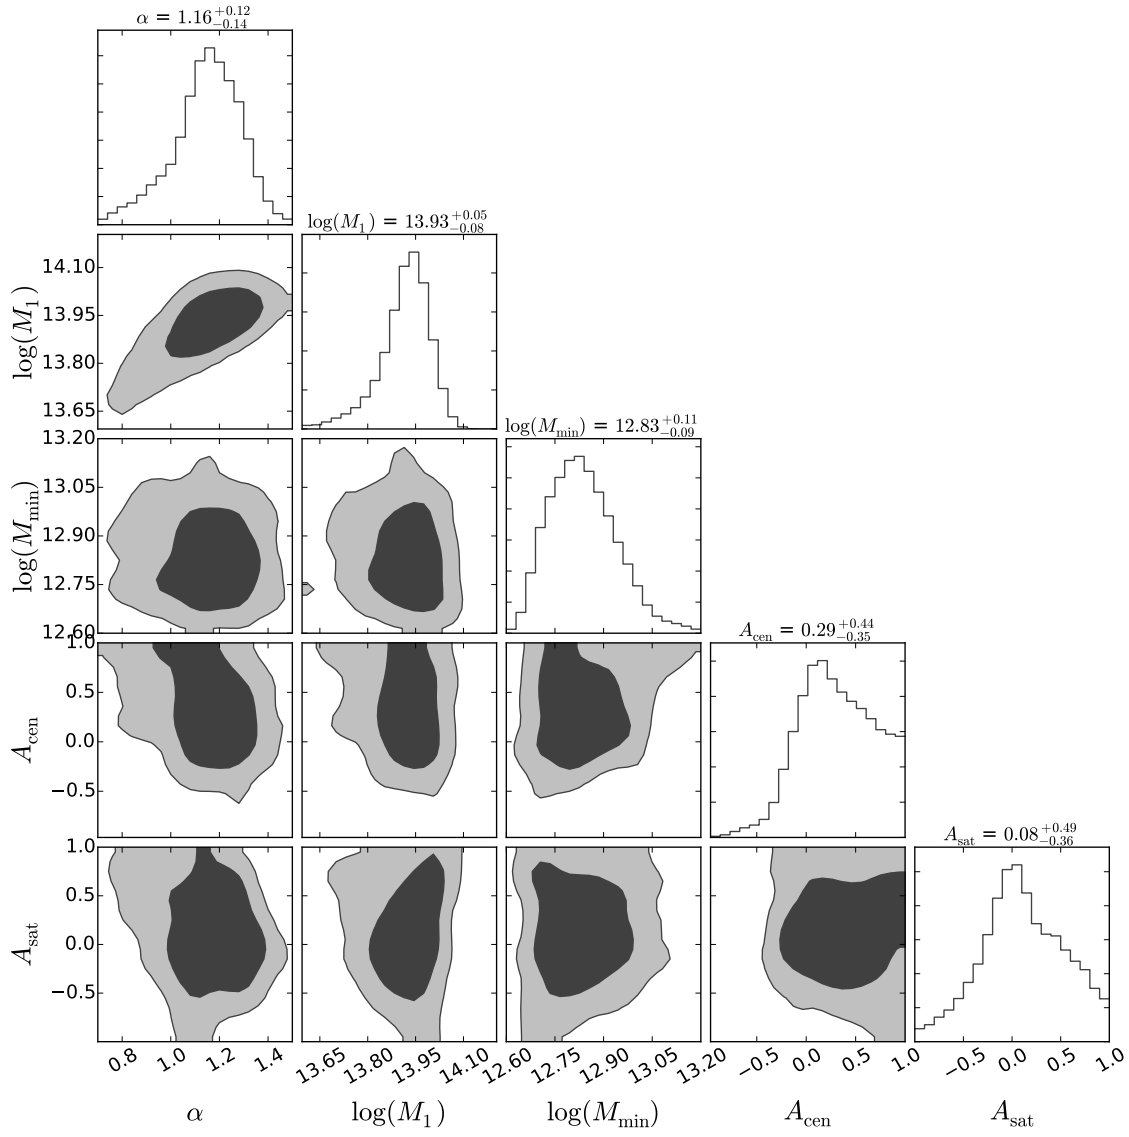 α = 1.16+0.12 −0.14
log(M1) = 13.93+0.05 −0.08
14.10
13.95
13.80
13.65
log(M1)
log(Mmin) = 12.83+0.11 −0.09
13.20
13.05
12.90
12.75
12.60
log(Mmin)
Acen = 0.29+0.44 −0.35
1.0
0.5
0.0
−0.5
Acen
Asat = 0.08+0.49 −0.36
1.0
0.5
0.0
−0.5
Asat
0.8 1.0 1.2 1.4 13.65 13.80 13.95 14.10 12.60 12.75 12.90 13.05 13.20 −0.5 0.0 0.5 1.0 −0.5 0.0 0.5 1.0
α log(M1) log(Mmin) Acen Asat